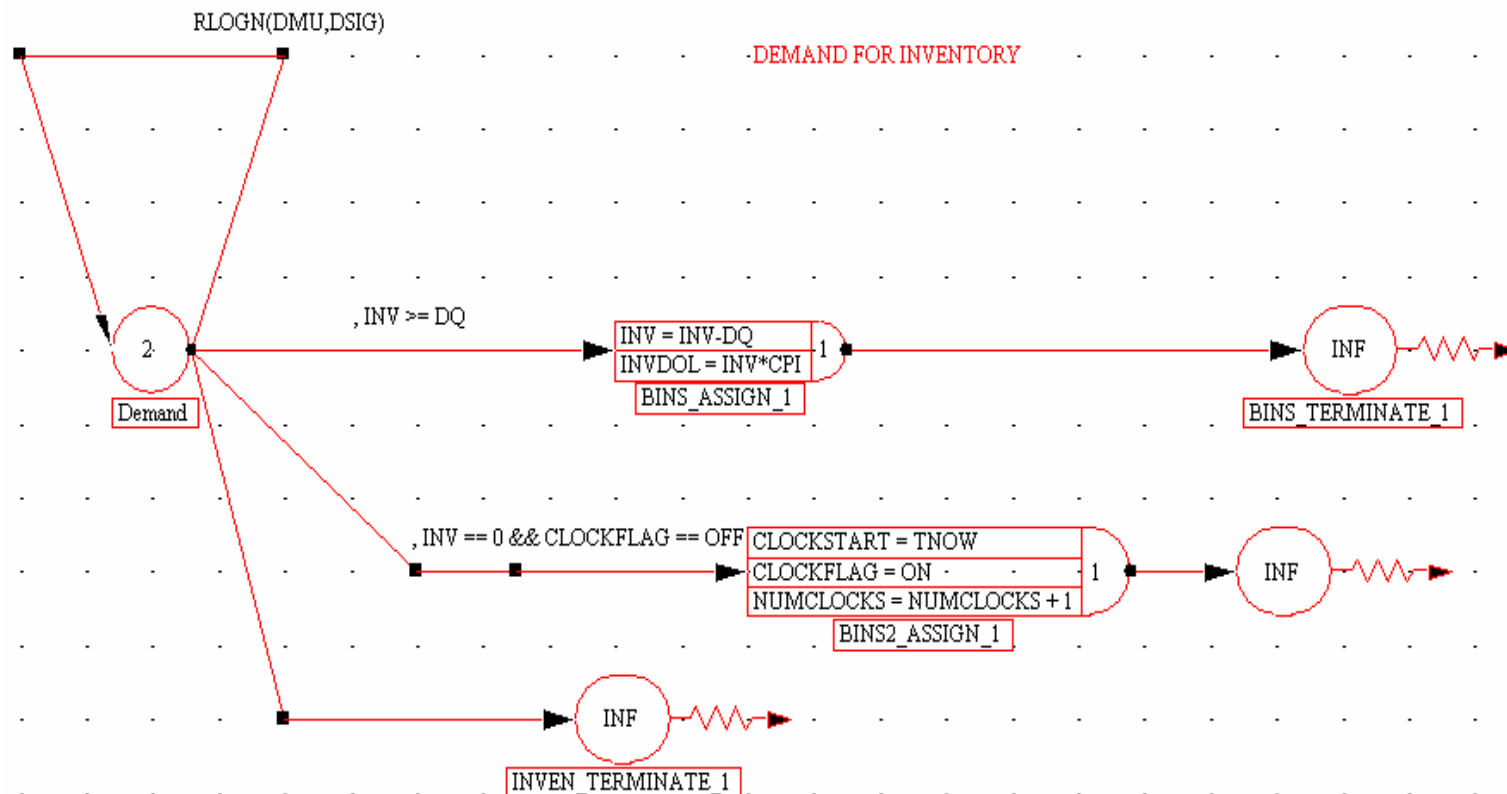 RLOGN(DMU,DSIG)
DEMAND FOR INVENTORY
, INV >= DQ
INV = INV-DQ
INVDOL = INV*CPI
1
BINS_ASSIGN_1
2
Demand
INF
BINS_TERMINATE_1
, INV == 0 && CLOCKFLAG == OFF
CLOCKSTART = TNOW
CLOCKFLAG = ON
NUMCLOCKS = NUMCLOCKS + 1
1
BINS2_ASSIGN_1
INF
INF
INVEN_TERMINATE_1